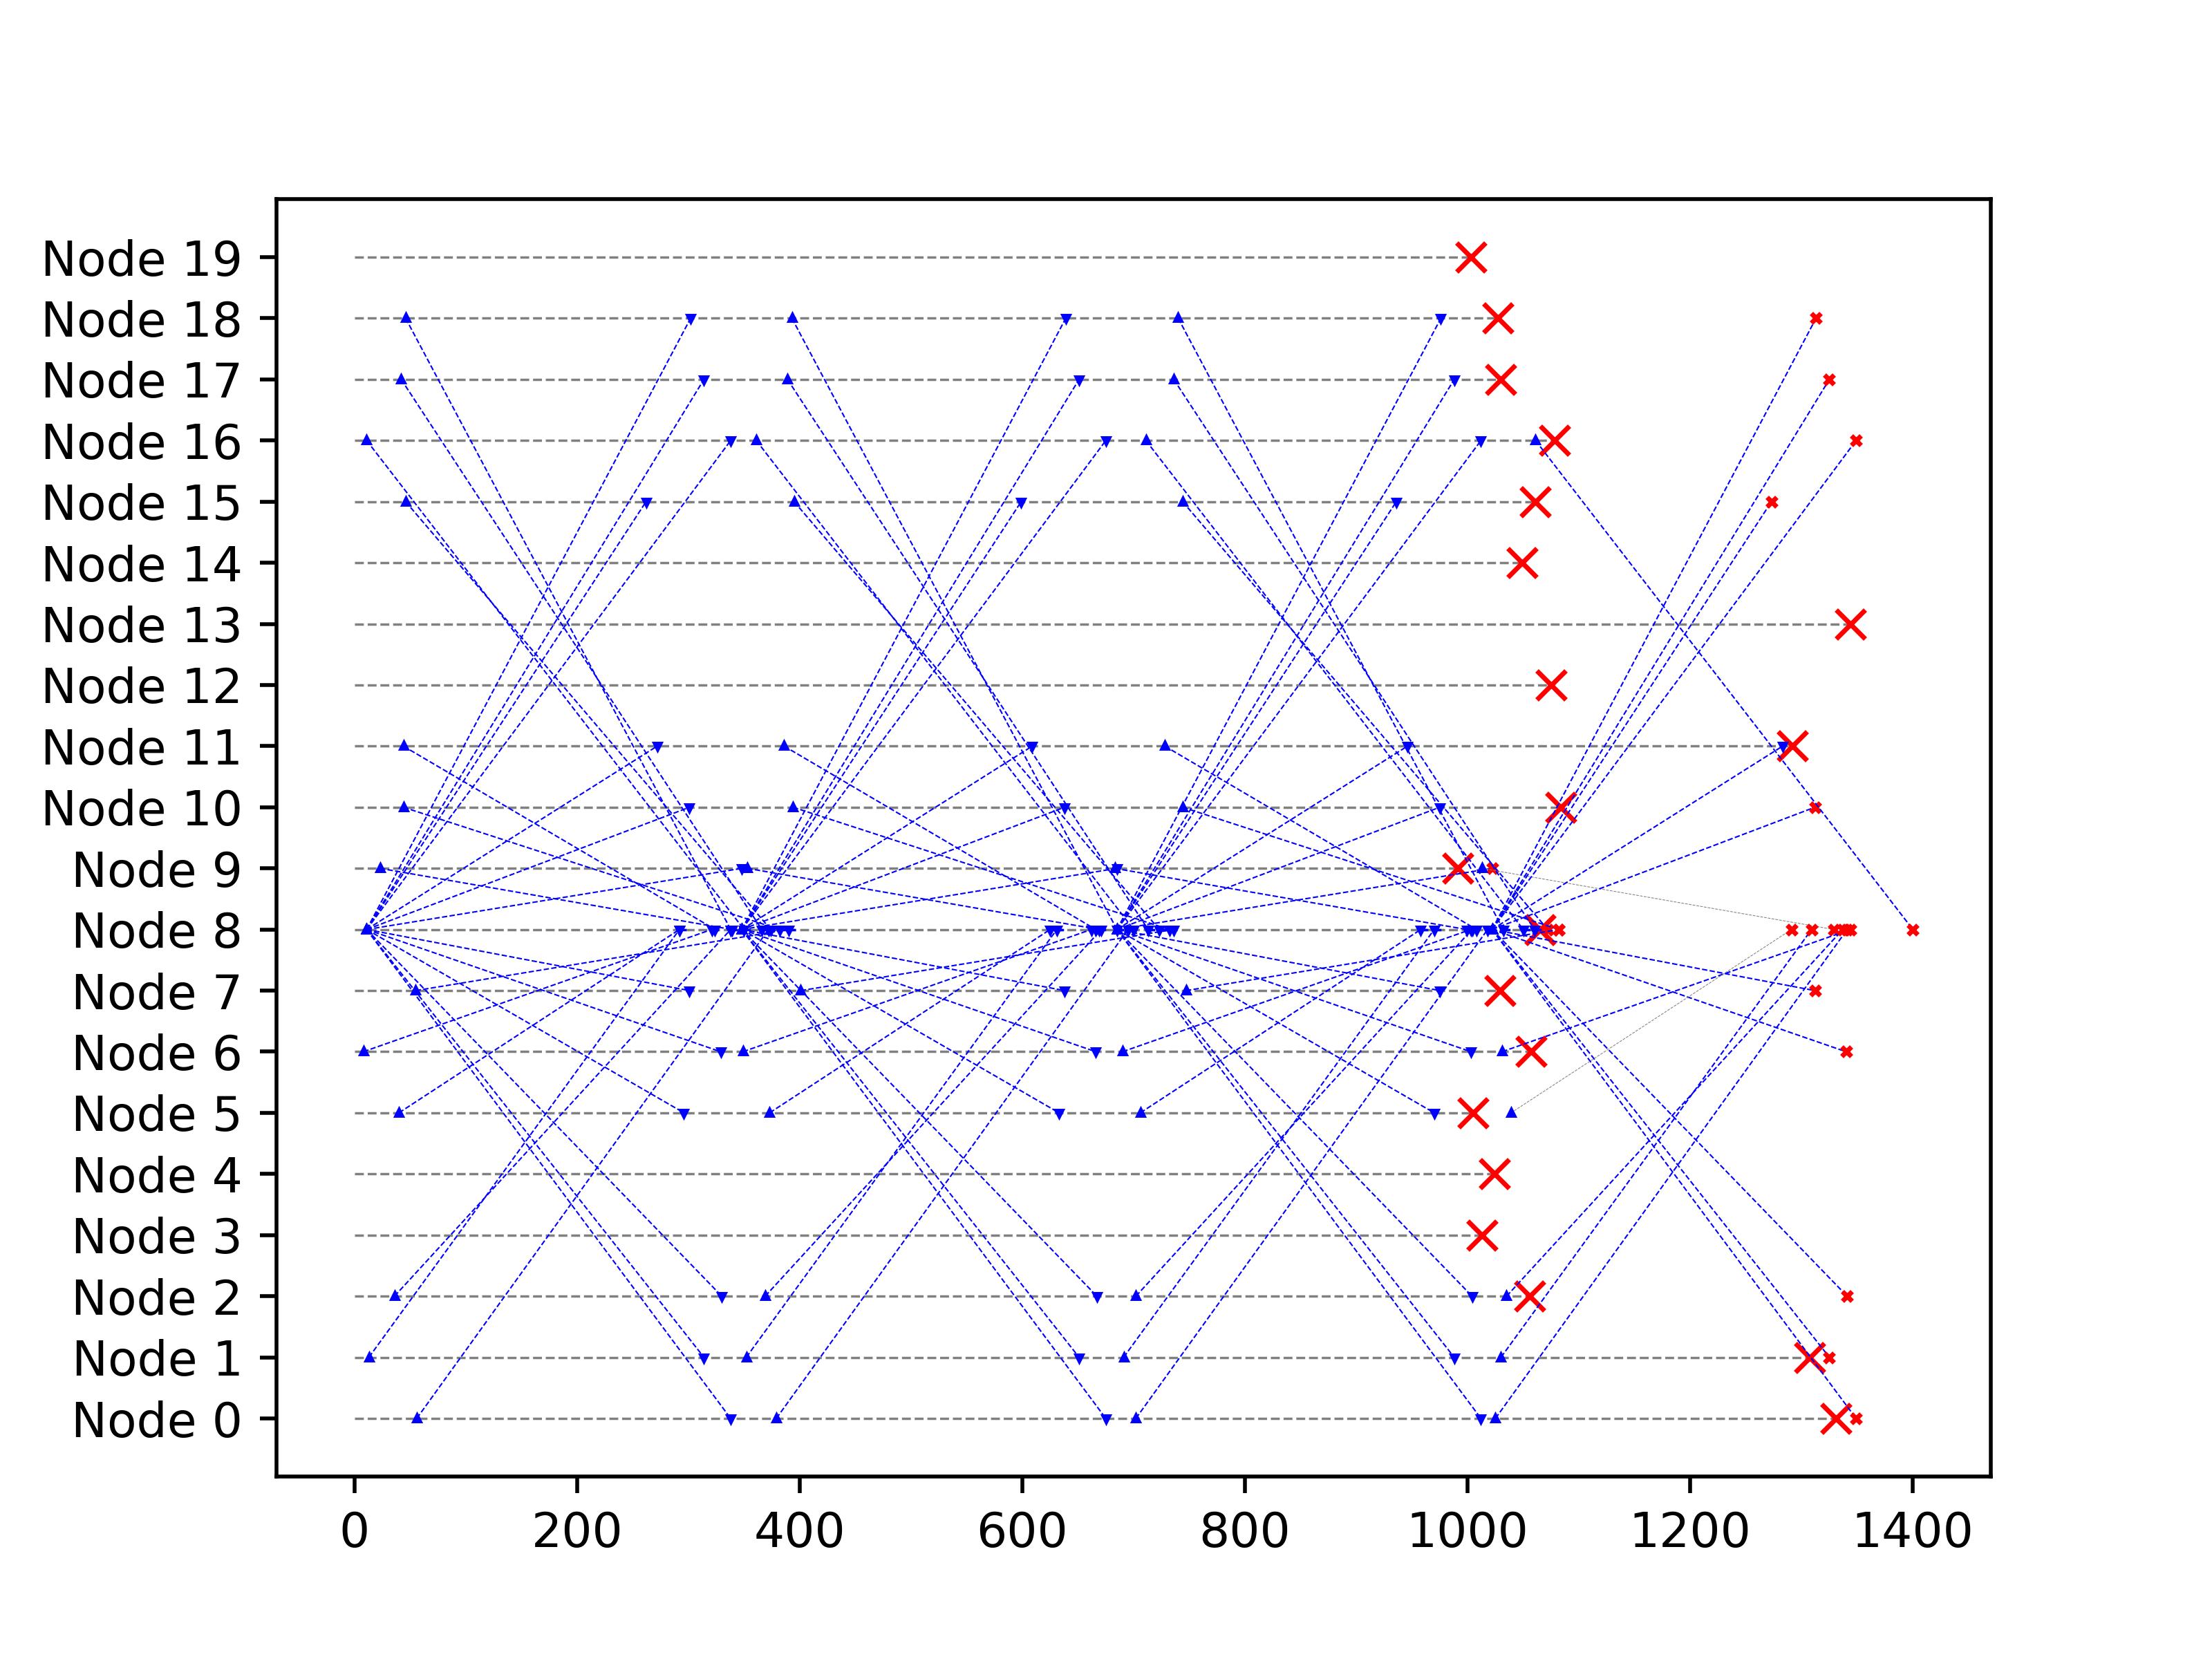 Node 19
Node 18
Node 17
Node 16
Node 15
Node 14
Node 13
Node 12
Node 11
Node 10
Node 9
Node 8
Node 7
Node 6
Node 5
Node 4
Node 3
Node 2
Node 1
Node 0
0 200 400 600 800 1000 1200 1400